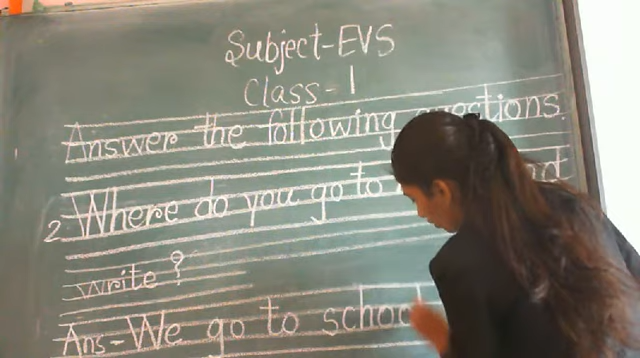 Subject-EVS
Class-1
Answer the following questions.
2. Where do you go to
write ?
Ans-We go to school